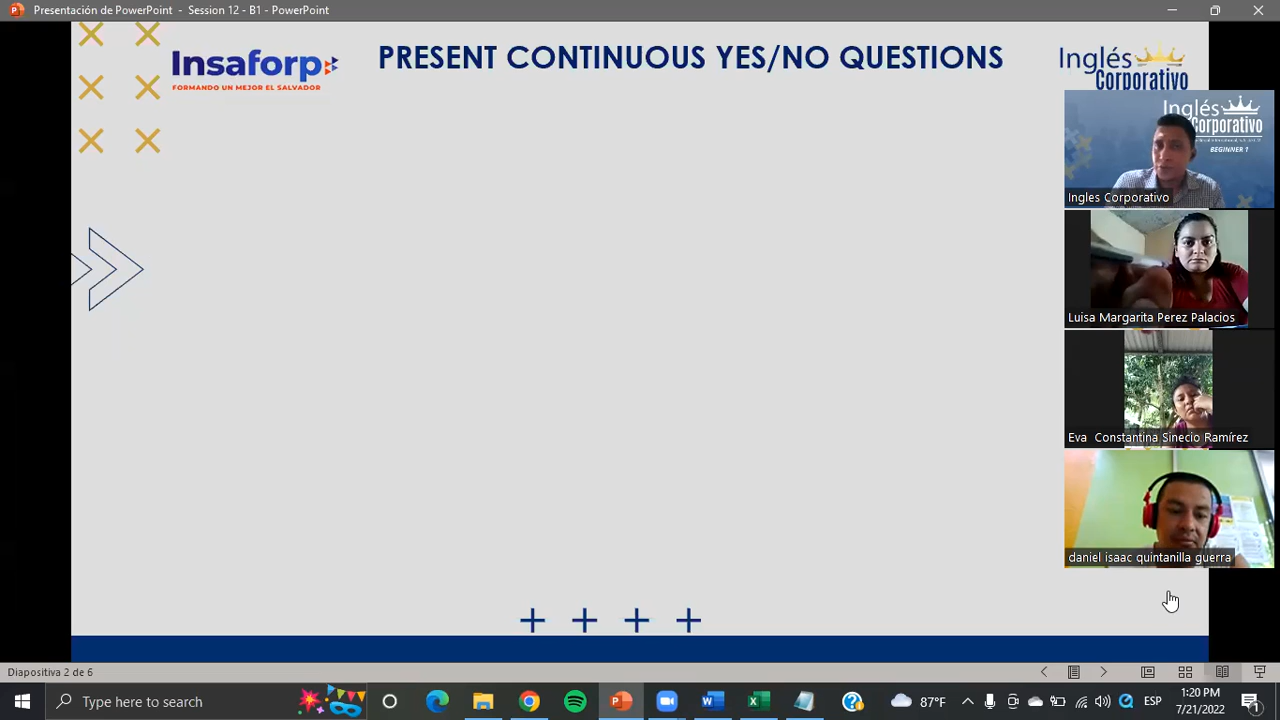 Presentación de PowerPoint - Session 12 - B1 - PowerPoint
Insaforp
FORMANDO UN MEJOR EL SALVADOR
PRESENT CONTINUOUS YES/NO QUESTIONS
Inglés
Corporativo
Inglés
Corporativo
BEGINNER 1
Ingles Corporativo
Luisa Margarita Perez Palacios
Eva Constantina Sinecio Ramírez
daniel isaac quintanilla guerra
Diapositiva 2 de 6
Type here to search
87°F
ESP
1:20 PM
7/21/2022